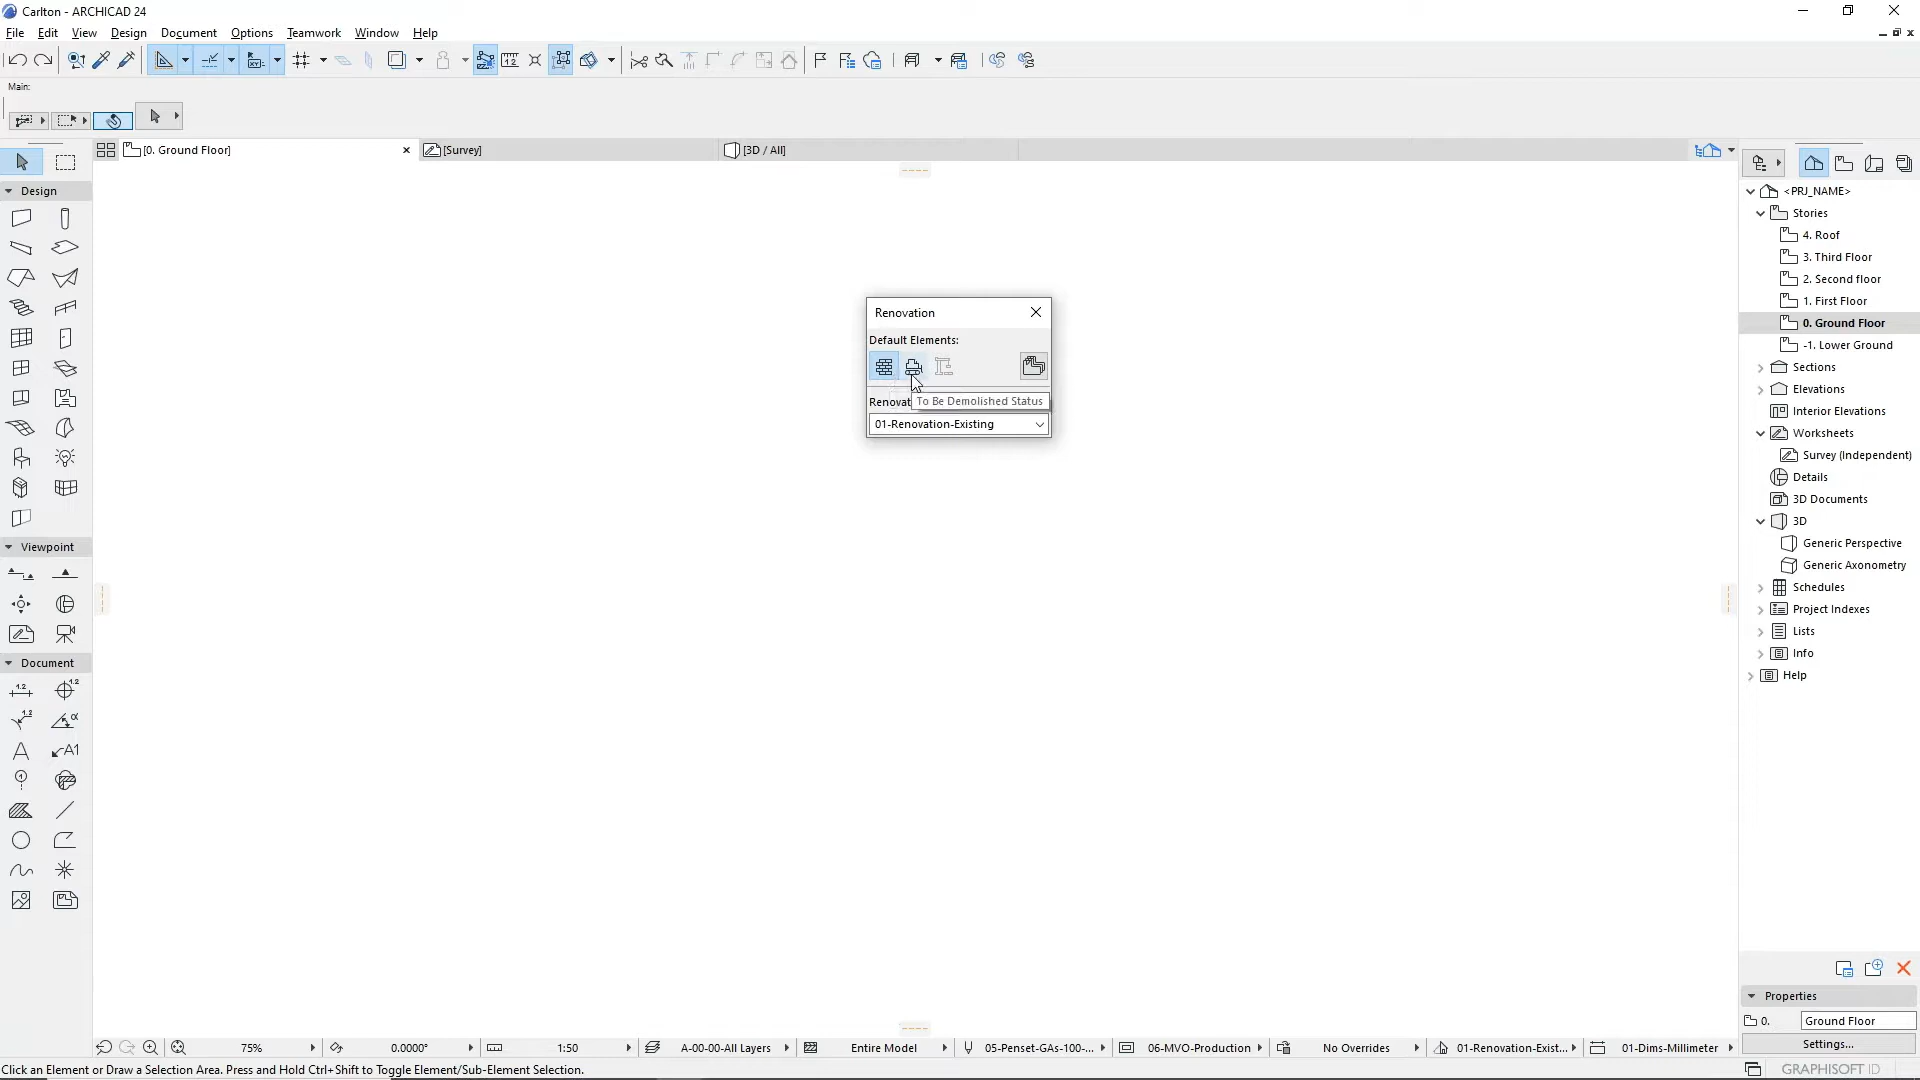 Carlton - ARCHICAD 24
File Edit View Design Document Options Teamwork Window Help
Main:
[0. Ground Floor]
[Survey]
[3D / All]
Design
Viewpoint
Document
Renovation
Default Elements:
Renovat
To Be Demolished Status
01-Renovation-Existing
<PRJ_NAME>
Stories
4. Roof
3. Third Floor
2. Second floor
1. First Floor
0. Ground Floor
-1. Lower Ground
Sections
Elevations
Interior Elevations
Worksheets
Survey (Independent)
Details
3D Documents
3D
Generic Perspective
Generic Axonometry
Schedules
Project Indexes
Lists
Info
Help
Properties
0. Ground Floor
Settings...
75% 0.0000° 1:50 A-00-00-All Layers Entire Model 05-Penset-GAs-100-... 06-MVO-Production No Overrides 01-Renovation-Exist... 01-Dims-Millimeter
Click an Element or Draw a Selection Area. Press and Hold Ctrl+Shift to Toggle Element/Sub-Element Selection.
GRAPHISOFT ID